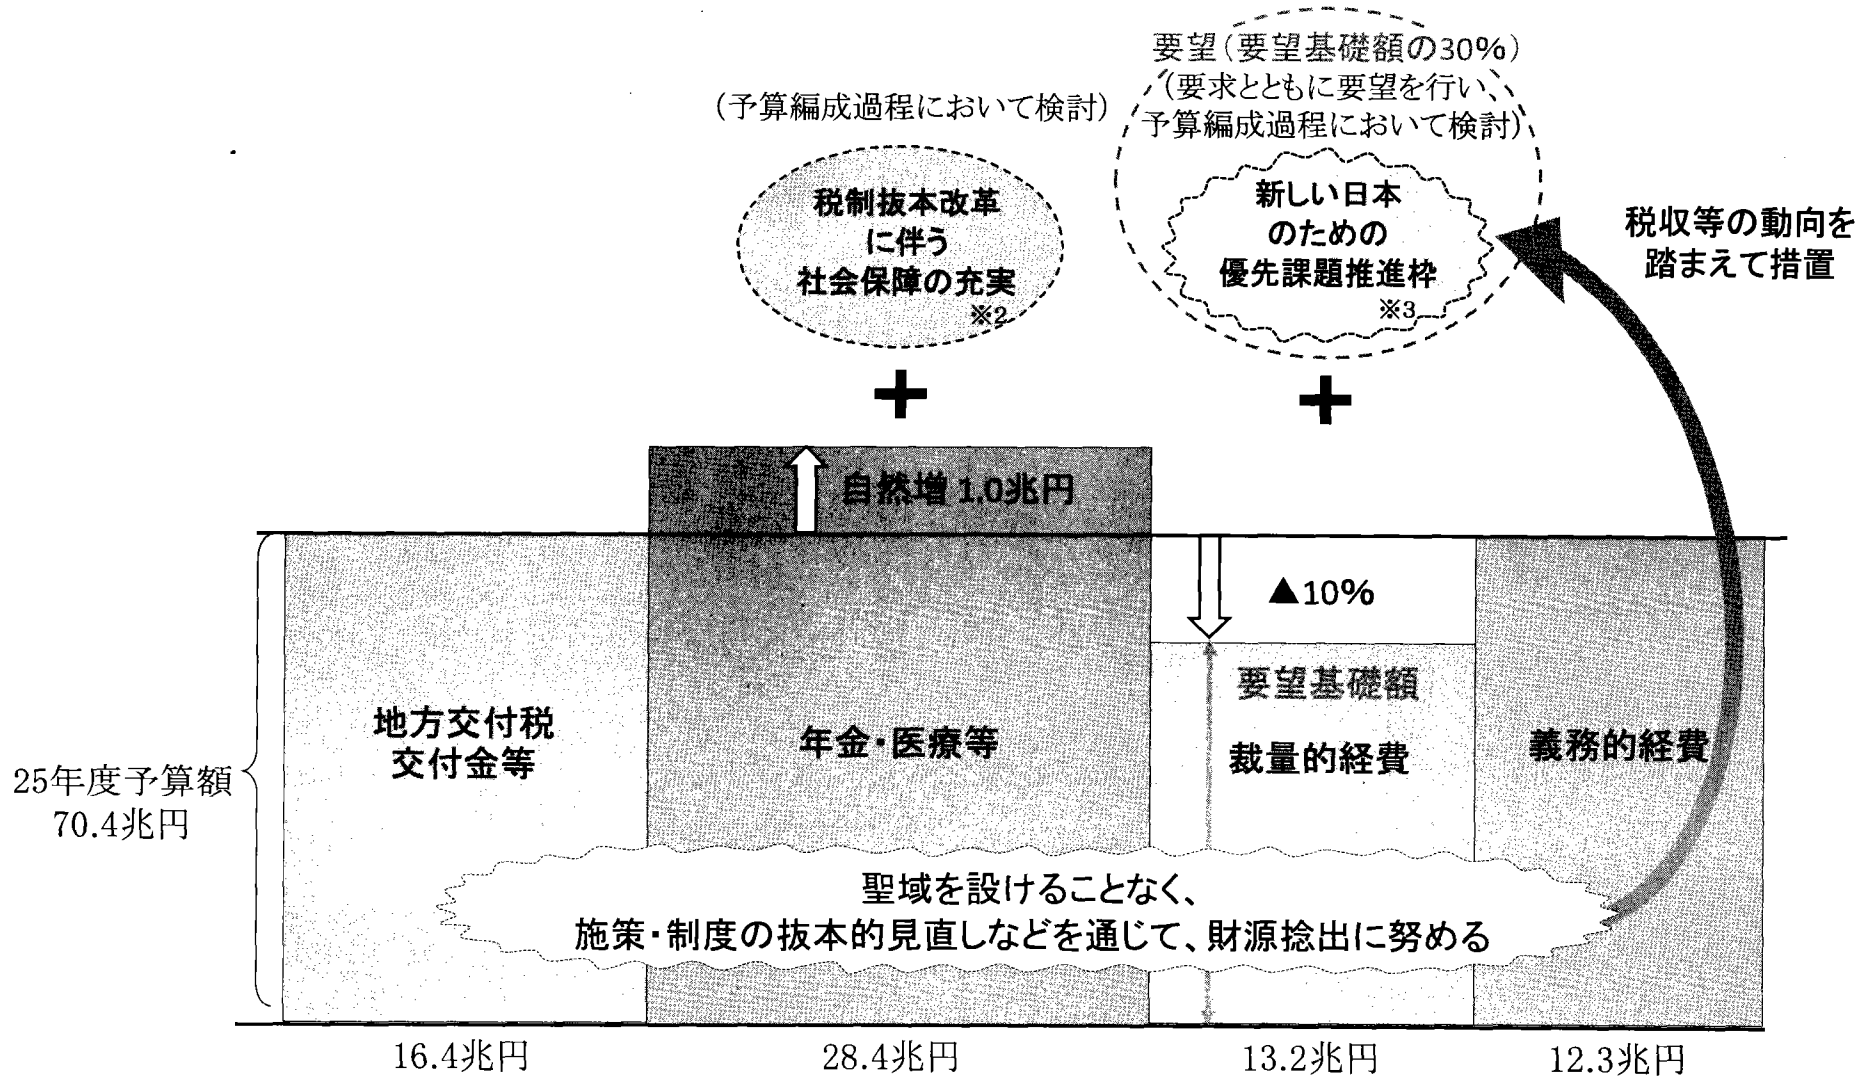 要望(要望基礎額の30%)
(要求とともに要望を行い、
予算編成過程において検討)
(予算編成過程において検討)
税制抜本改革
に伴う
社会保障の充実
※2
新しい日本
のための
優先課題推進枠
※3
税収等の動向を
踏まえて措置
+
+
自然増 1.0兆円
▲10%
要望基礎額
地方交付税
交付金等
年金・医療等
裁量的経費
義務的経費
25年度予算額
70.4兆円
聖域を設けることなく、
施策・制度の抜本的見直しなどを通じて、財源捻出に努める
16.4兆円
28.4兆円
13.2兆円
12.3兆円